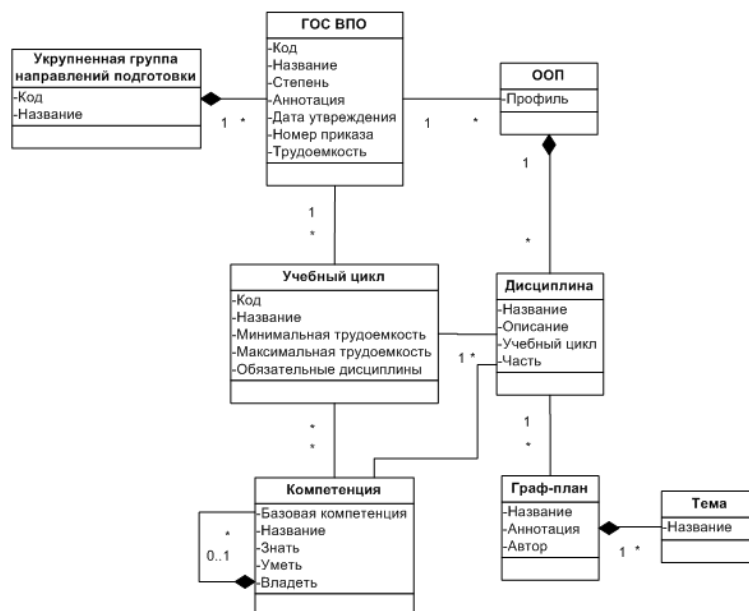 ГОС ВПО
-Код
-Название
-Степень
-Аннотация
-Дата утвреждения
-Номер приказа
-Трудоемкость
Укрупненная группа
направлений подготовки
-Код
-Название
1 *
ООП
-Профиль
1 *
1
*
1
*
Учебный цикл
-Код
-Название
-Минимальная трудоемкость
-Максимальная трудоемкость
-Обязательные дисциплины
Дисциплина
-Название
-Описание
-Учебный цикл
-Часть
1 *
*
*
1
*
Компетенция
-Базовая компетенция
-Название
-Знать
-Уметь
-Владеть
*
0..1
Граф-план
-Название
-Аннотация
-Автор
Тема
-Название
1 *